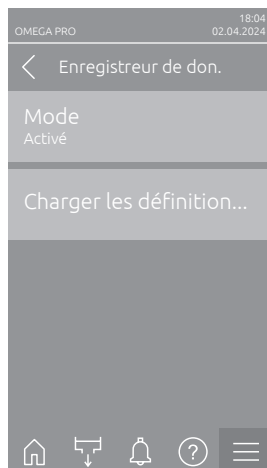 18:04
OMEGA PRO 02.04.2024
Enregistreur de don.
Mode
Activé
Charger les définition...
?